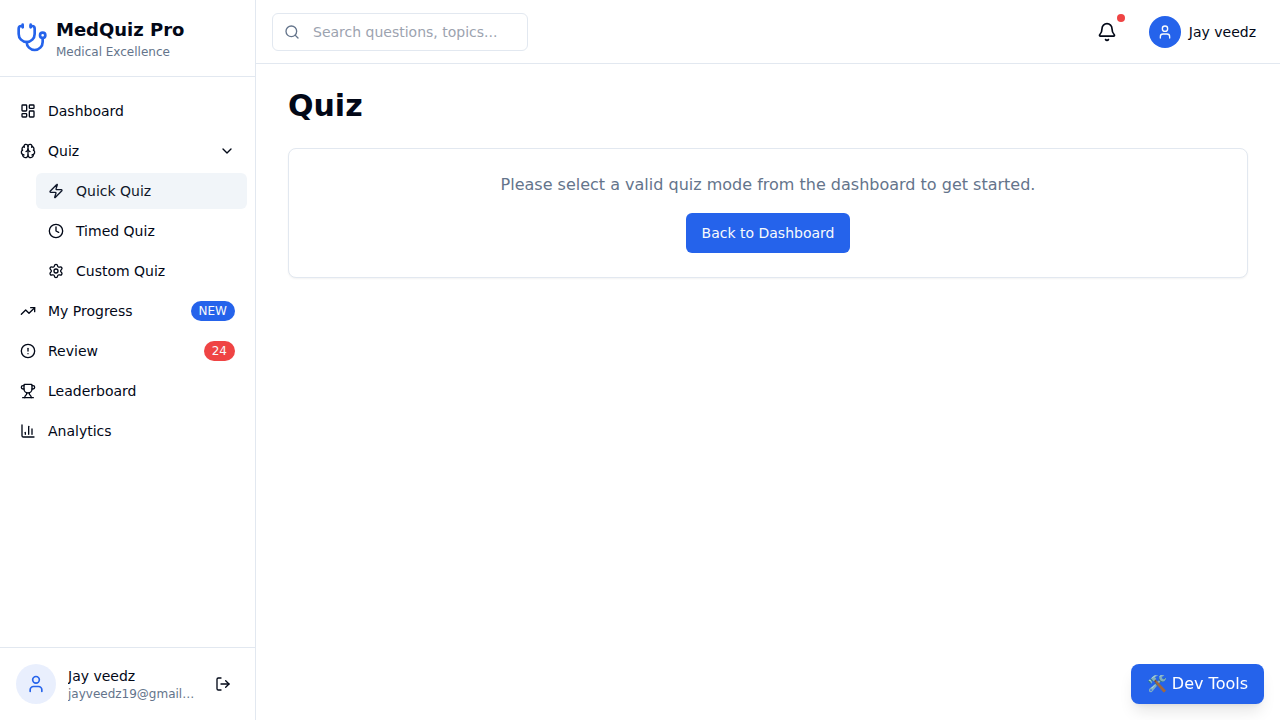 MedQuiz Pro
Medical Excellence
Search questions, topics...
Jay veedz
Dashboard
Quiz
Quick Quiz
Timed Quiz
Custom Quiz
My Progress
NEW
Review
24
Leaderboard
Analytics
Quiz
Please select a valid quiz mode from the dashboard to get started.
Back to Dashboard
Jay veedz
jayveedz19@gmail...
🛠️ Dev Tools